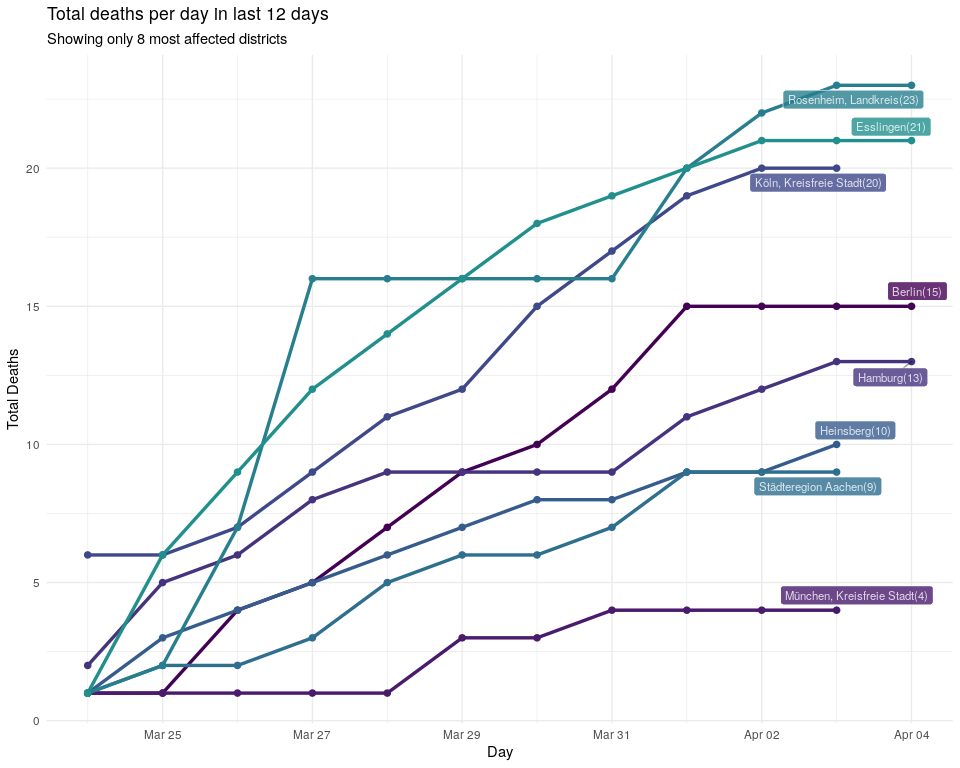 Total deaths per day in last 12 days
Showing only 8 most affected districts
Total Deaths
20
15
10
5
0
Rosenheim, Landkreis(23)
Esslingen(21)
Köln, Kreisfreie Stadt(20)
Berlin(15)
Hamburg(13)
Heinsberg(10)
Städteregion Aachen(9)
München, Kreisfreie Stadt(4)
Mar 25
Mar 27
Mar 29
Mar 31
Apr 02
Apr 04
Day